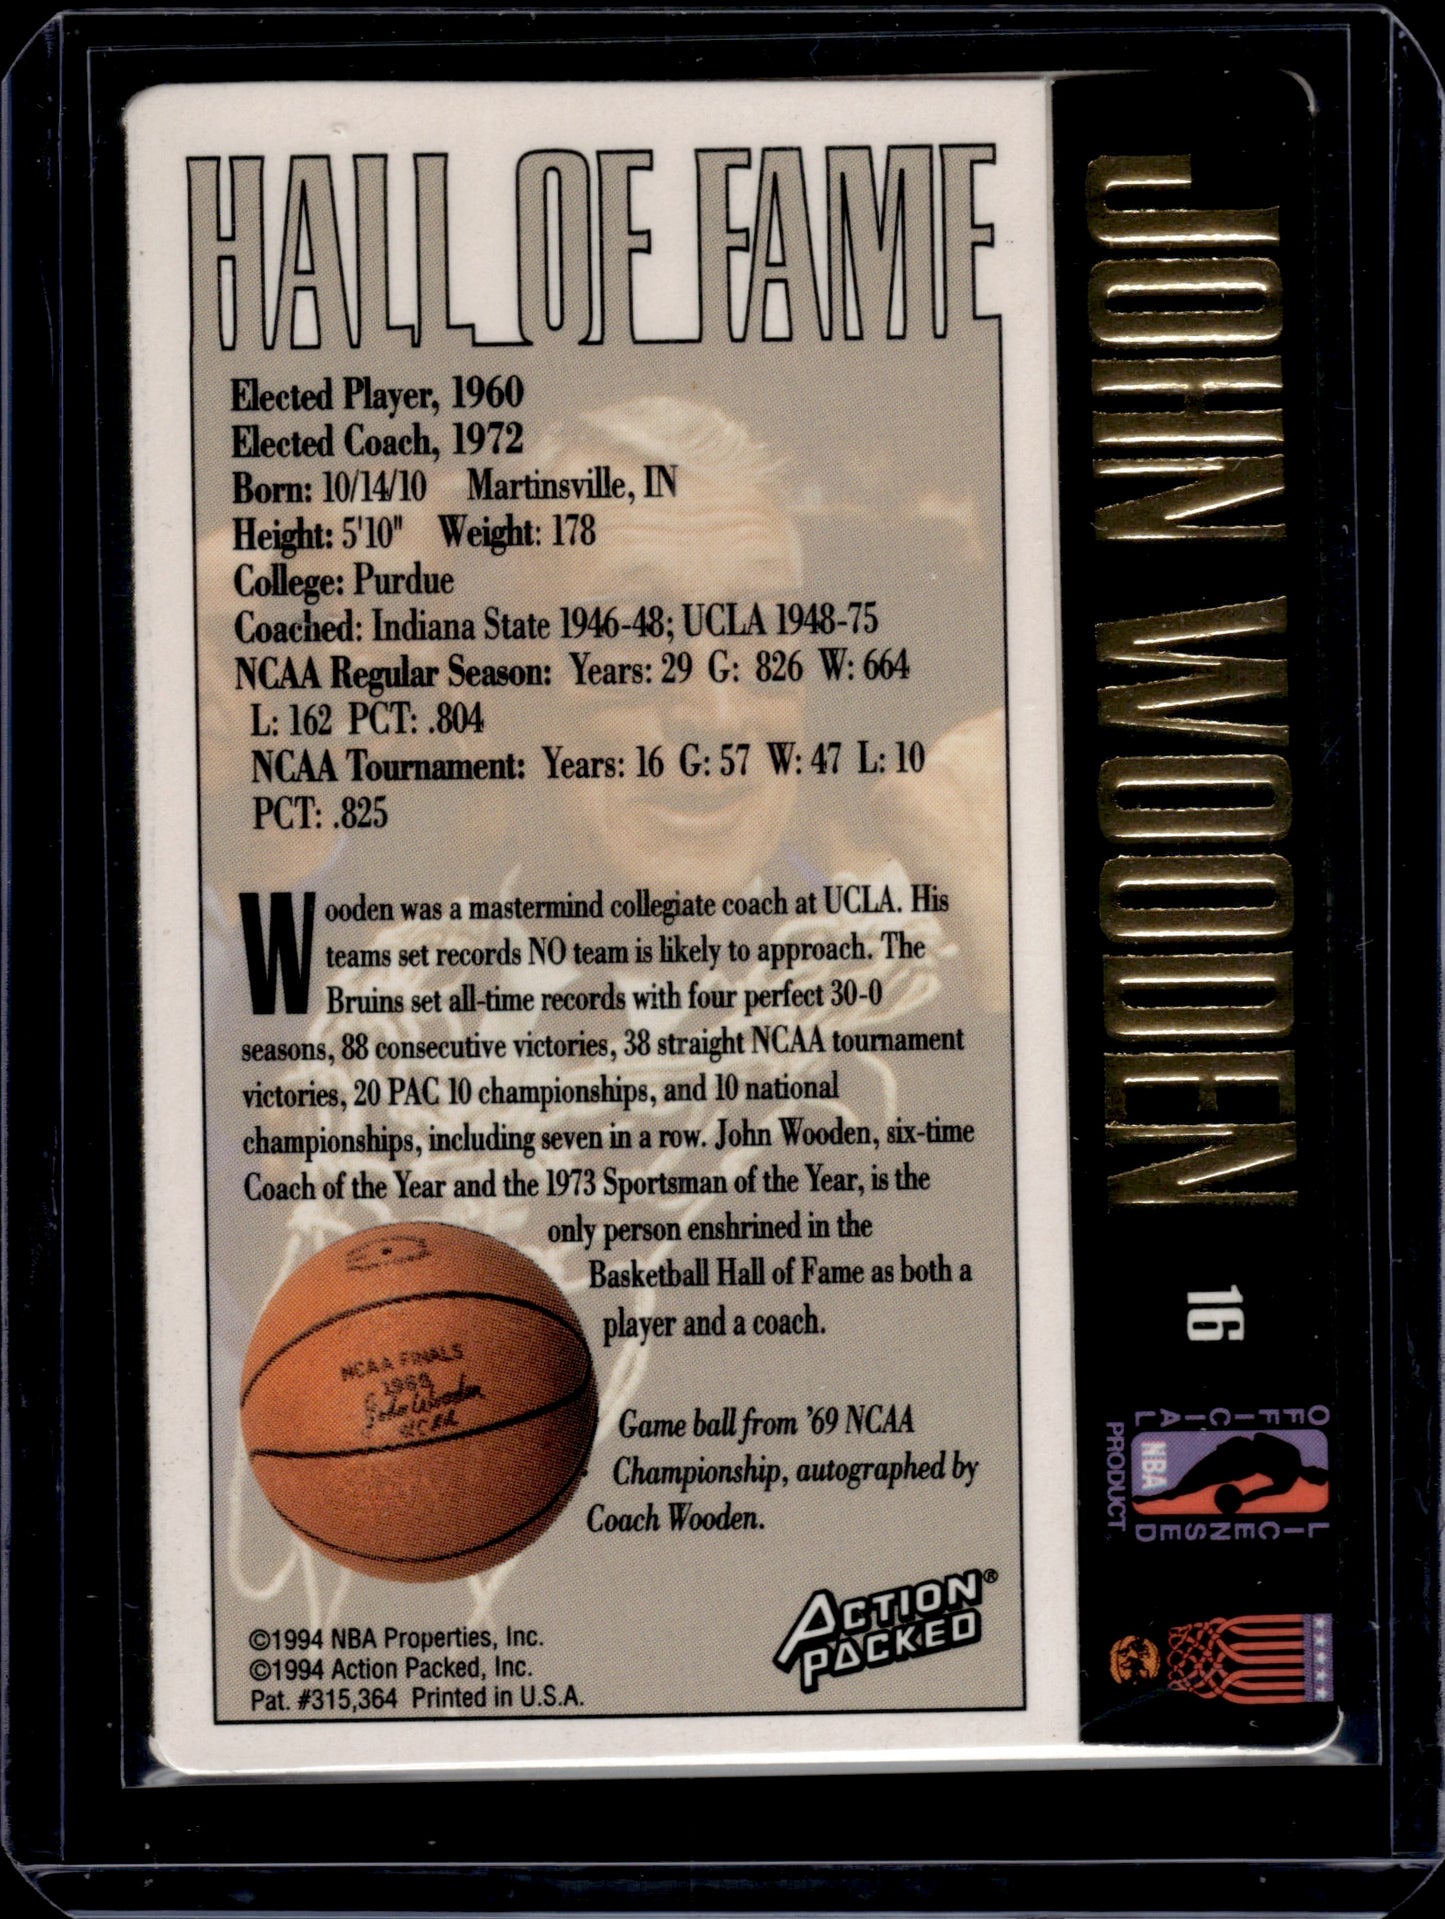 HALL OF FAME
Elected Player, 1960
Elected Coach, 1972
Born: 10/14/10 Martinsville, IN
Height: 5'10" Weight: 178
College: Purdue
Coached: Indiana State 1946-48; UCLA 1948-75
NCAA Regular Season: Years: 29 G: 826 W: 664
L: 162 PCT: .804
NCAA Tournament: Years: 16 G: 57 W: 47 L: 10
PCT: .825
Wooden was a mastermind collegiate coach at UCLA. His
teams set records NO team is likely to approach. The
Bruins set all-time records with four perfect 30-0
seasons, 88 consecutive victories, 38 straight NCAA tournament
victories, 20 PAC 10 championships, and 10 national
championships, including seven in a row. John Wooden, six-time
Coach of the Year and the 1973 Sportsman of the Year, is the
only person enshrined in the
Basketball Hall of Fame as both a
player and a coach.
NCAA FINALS
1969
John Wooden
UCLA
Game ball from '69 NCAA
Championship, autographed by
Coach Wooden.
ACTION
PACKED®
©1994 NBA Properties, Inc.
©1994 Action Packed, Inc.
Pat. #315,364 Printed in U.S.A.
JOHN WOODEN
16
OFFICIAL
LICENSED
NBA
PRODUCT